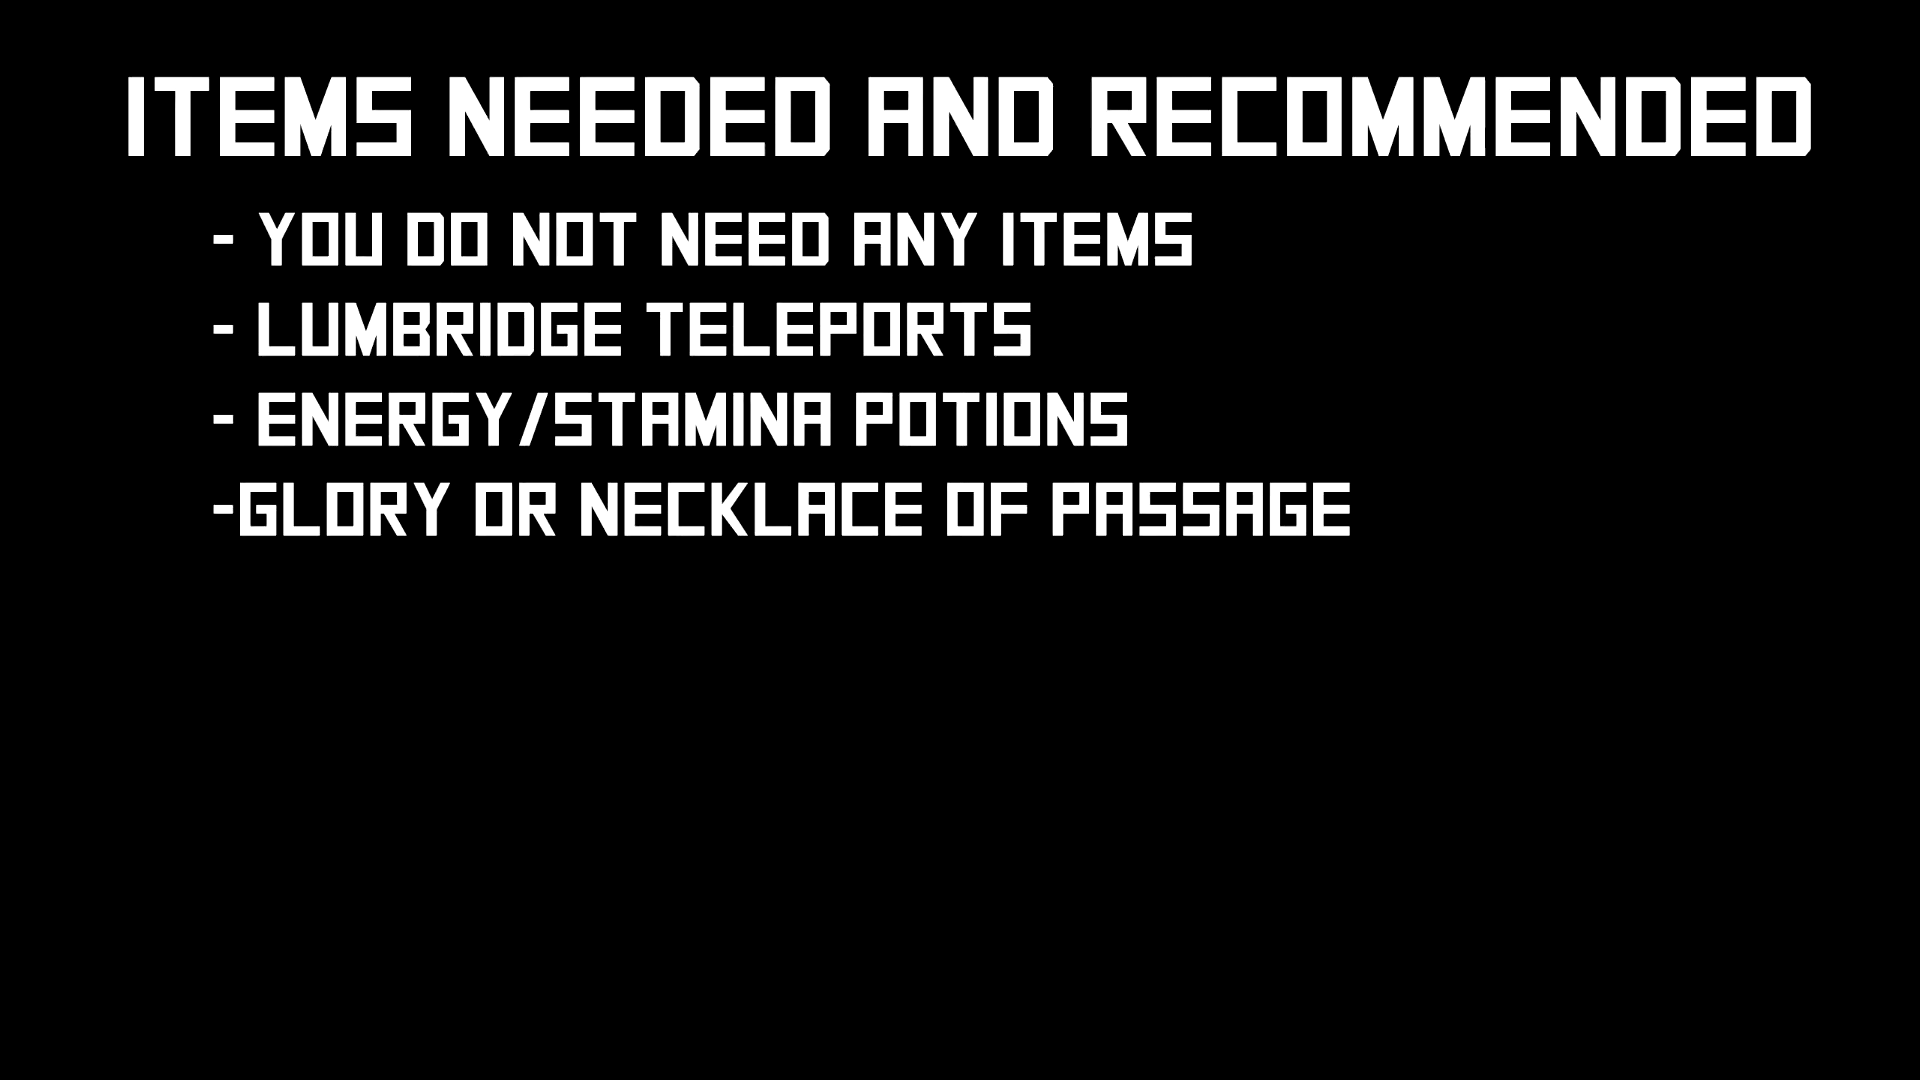 ITEMS NEEDED AND RECOMMENDED
- YOU DO NOT NEED ANY ITEMS
- LUMBRIDGE TELEPORTS
- ENERGY/STAMINA POTIONS
-GLORY OR NECKLACE OF PASSAGE